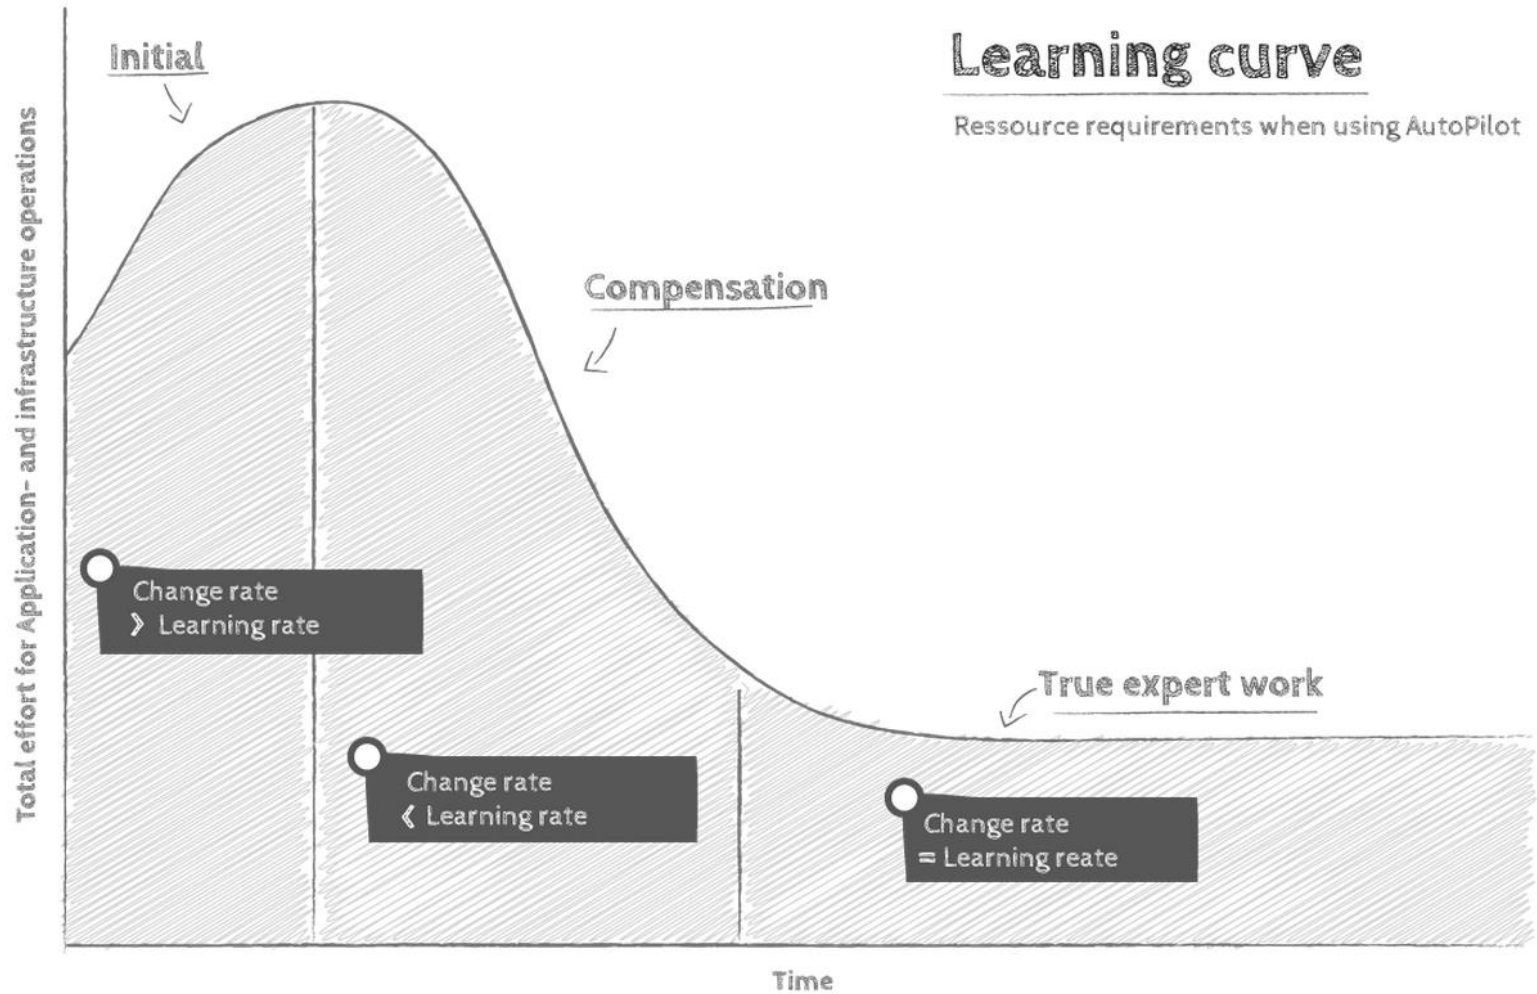 Learning curve
Ressource requirements when using AutoPilot
Initial
Compensation
True expert work
Total effort for Application- and infrastructure operations
Change rate
> Learning rate
Change rate
< Learning rate
Change rate
= Learning reate
Time